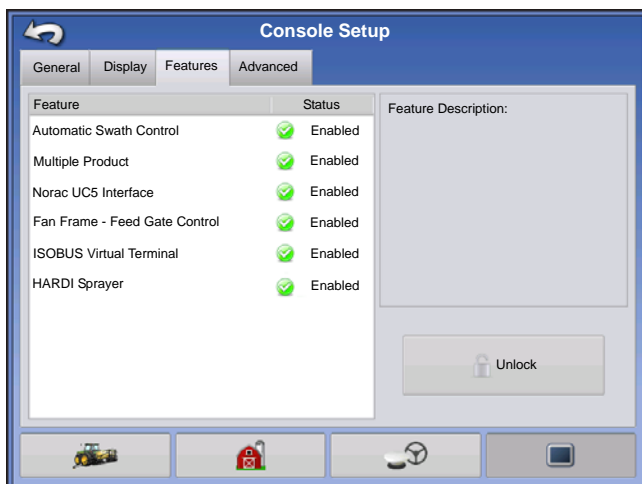 Console Setup
General Display Features Advanced
Feature Status
Automatic Swath Control Enabled
Multiple Product Enabled
Norac UC5 Interface Enabled
Fan Frame - Feed Gate Control Enabled
ISOBUS Virtual Terminal Enabled
HARDI Sprayer Enabled
Feature Description:
Unlock